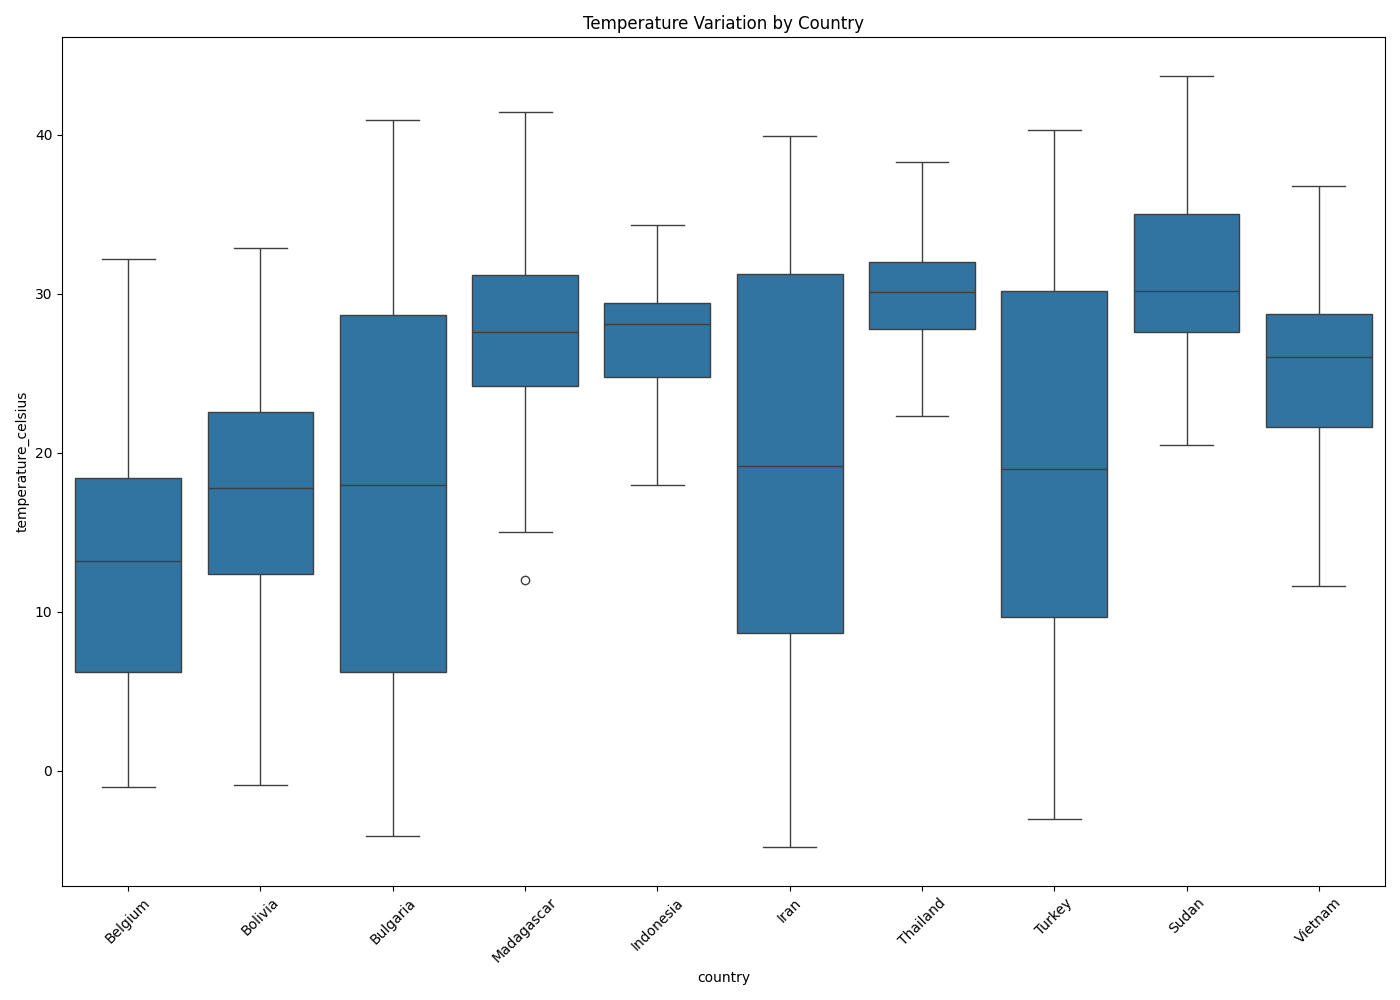 Temperature Variation by Country
temperature_celsius
40
30
20
10
0
Belgium
Bolivia
Bulgaria
Madagascar
Indonesia
Iran
Thailand
Turkey
Sudan
Vietnam
country